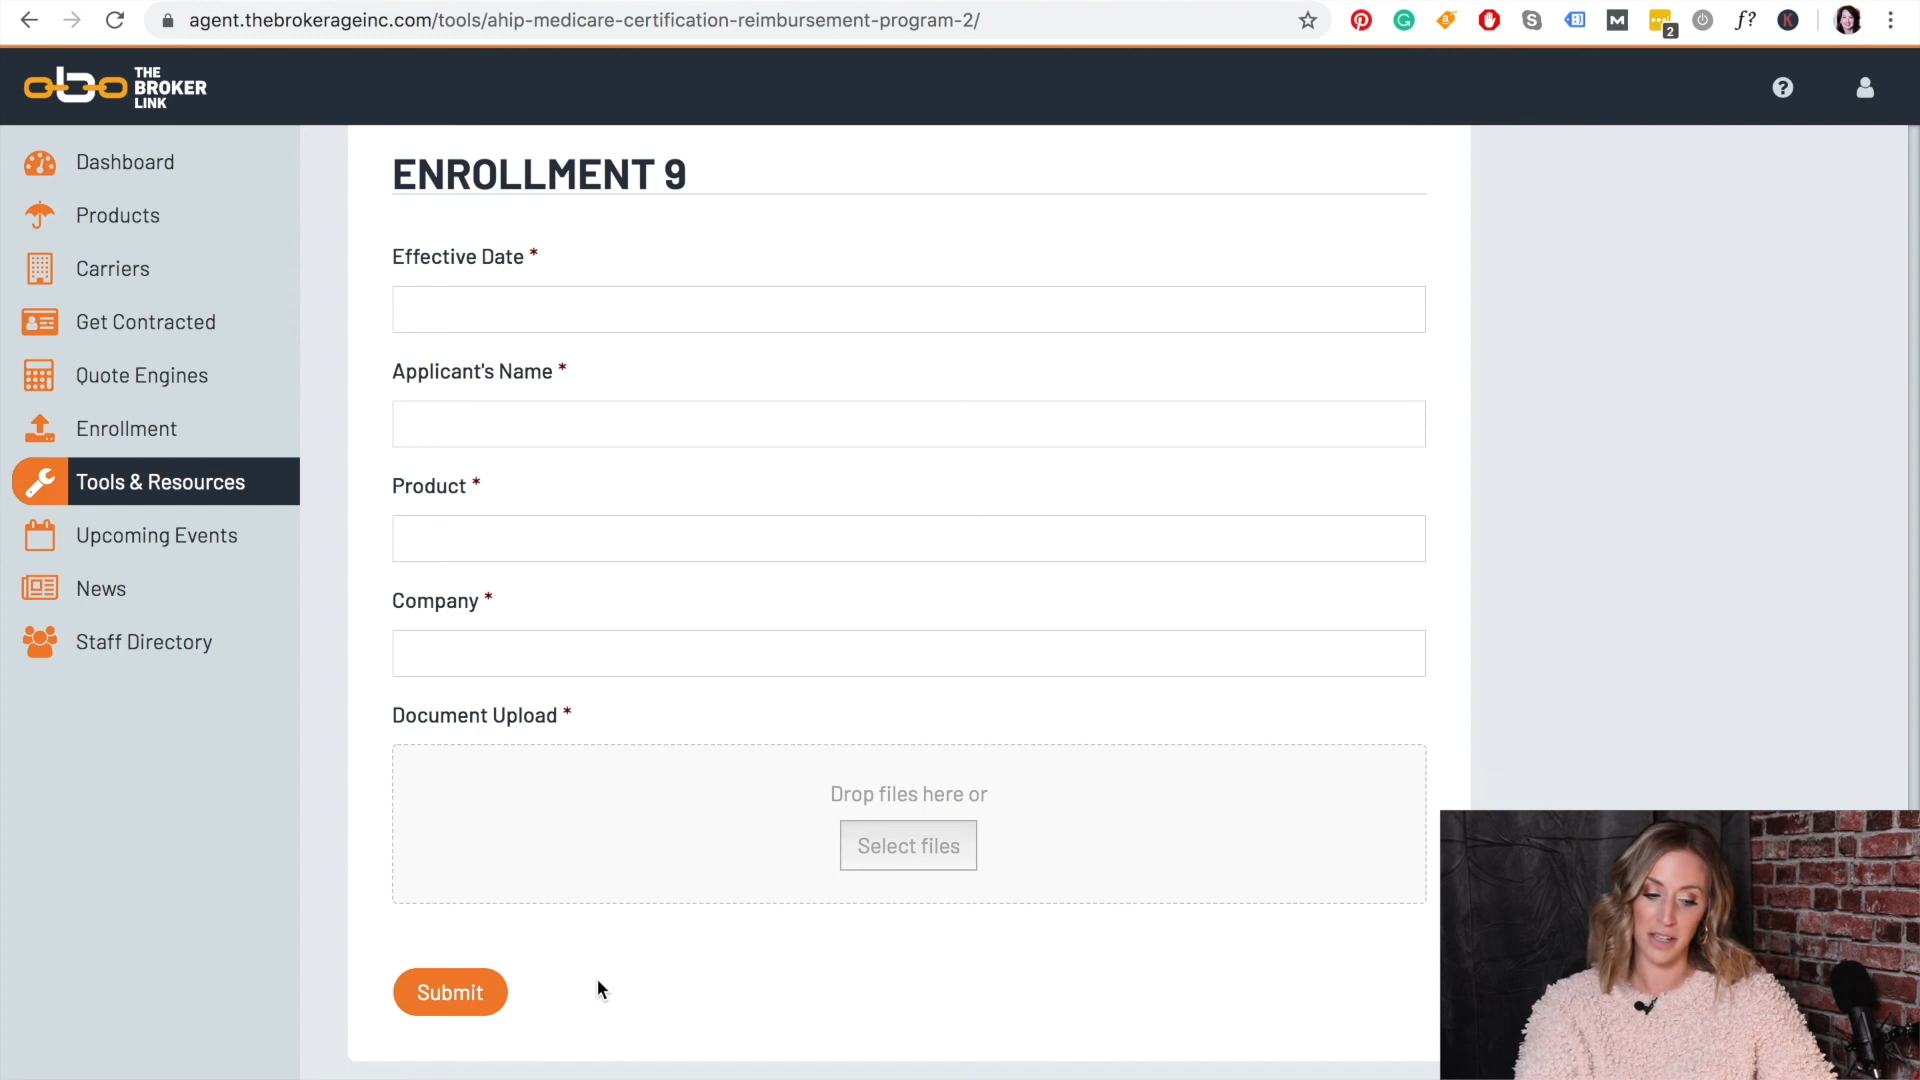 agent.thebrokerageinc.com/tools/ahip-medicare-certification-reimbursement-program-2/
2
f?
K
THE
BROKER
LINK
Dashboard
Products
Carriers
Get Contracted
Quote Engines
Enrollment
Tools & Resources
Upcoming Events
News
Staff Directory
ENROLLMENT 9
Effective Date *
Applicant's Name *
Product *
Company *
Document Upload *
Drop files here or
Select files
Submit